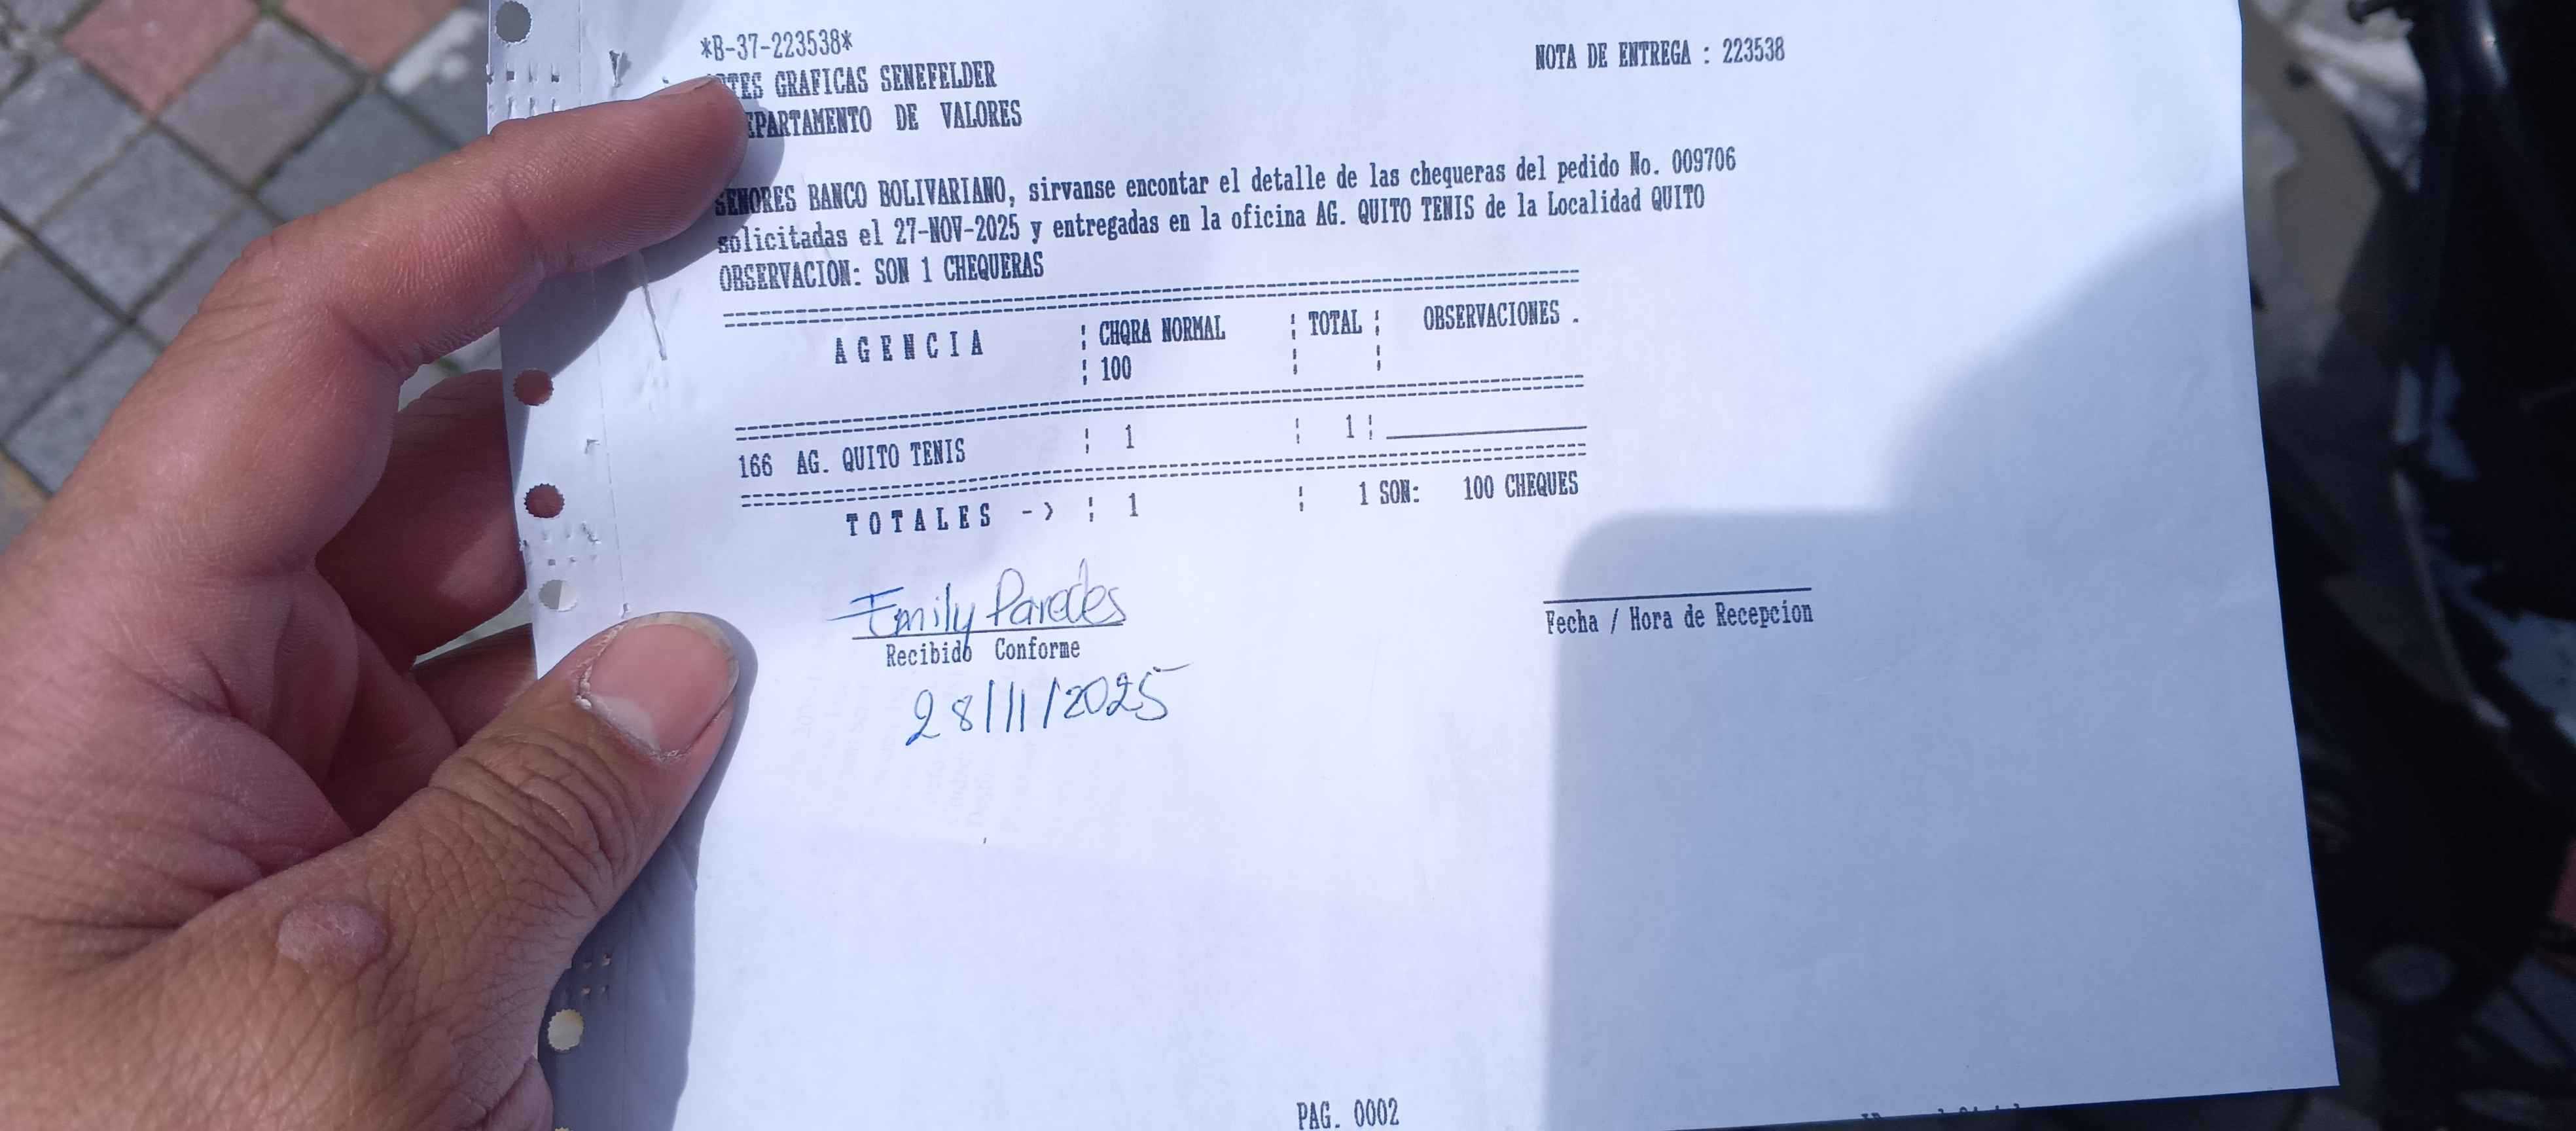 *B-37-223538*
NOTA DE ENTREGA : 223538
GRAFICAS SENEFELDER
DE VALORES
SEÑORES BANCO BOLIVARIANO, sirvanse encontar el detalle de las chequeras del pedido No. 009706
solicitadas el 27-NOV-2025 y entregadas en la oficina AG. QUITO TENIS de la Localidad QUITO
OBSERVACION: SON 1 CHEQUERAS
A G E N C I A ¦ CHQRA NORMAL ¦ TOTAL ¦ OBSERVACIONES .
¦ 100 ¦ ¦
166 AG. QUITO TENIS ¦ 1 ¦ 1 ¦
T O T A L E S -> ¦ 1 ¦ 1 SON: 100 CHEQUES
Emily Paredes
Recibido Conforme
Fecha / Hora de Recepcion
28/11/2025
PAG. 0002